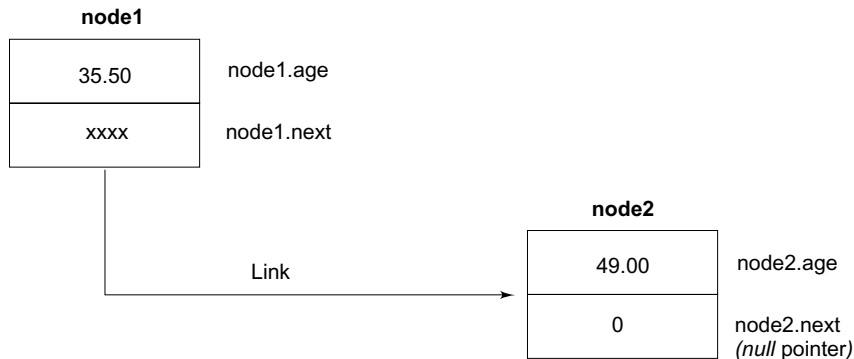 node1
35.50 node1.age
xxxx node1.next
Link
node2
49.00 node2.age
0 node2.next
(null pointer)